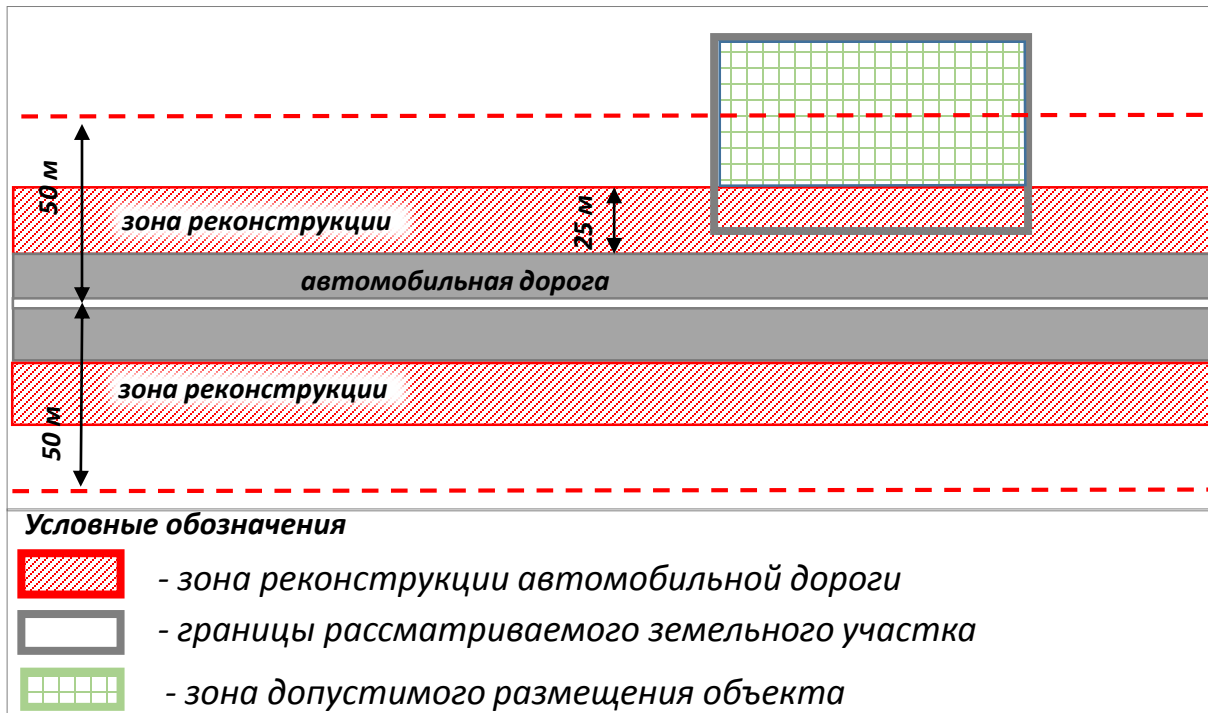 50 м
зона реконструкции
25 м
автомобильная дорога
зона реконструкции
50 м
Условные обозначения
- зона реконструкции автомобильной дороги
- границы рассматриваемого земельного участка
- зона допустимого размещения объекта